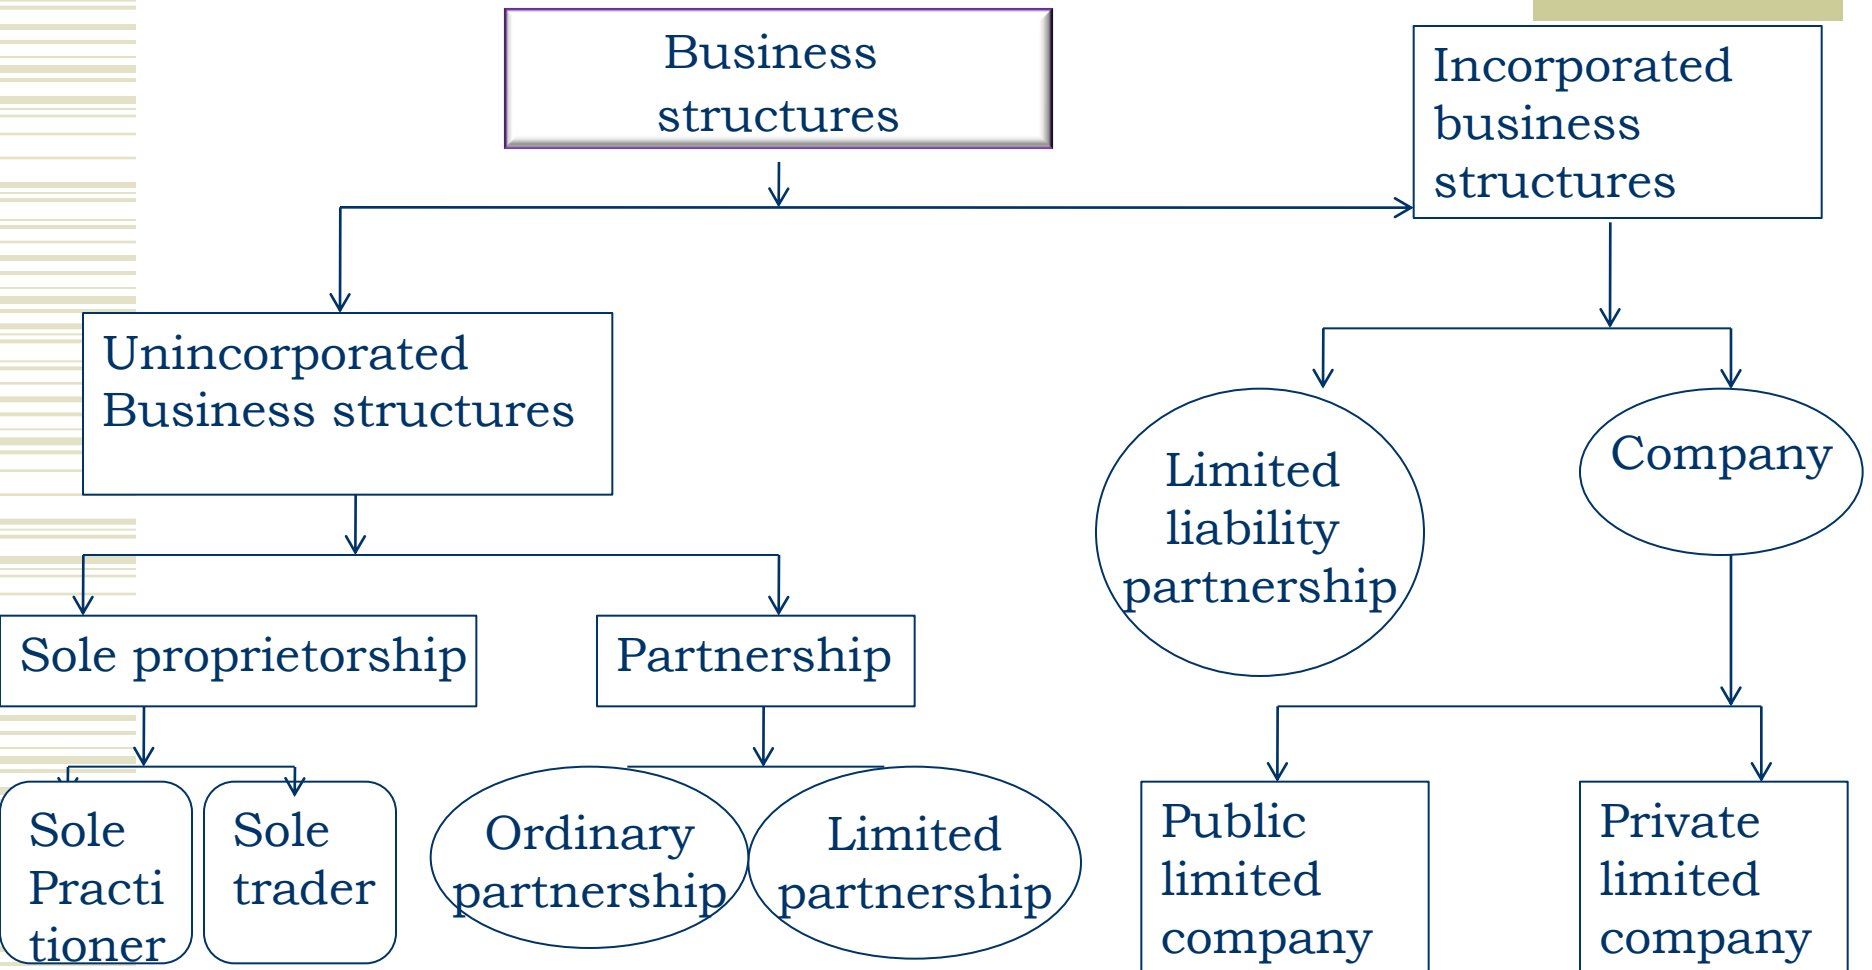 Business
structures
Incorporated
business
structures
Unincorporated
Business structures
Limited
liability
partnership
Company
Sole proprietorship
Partnership
Sole
Practi
tioner
Sole
trader
Ordinary
partnership
Limited
partnership
Public
limited
company
Private
limited
company